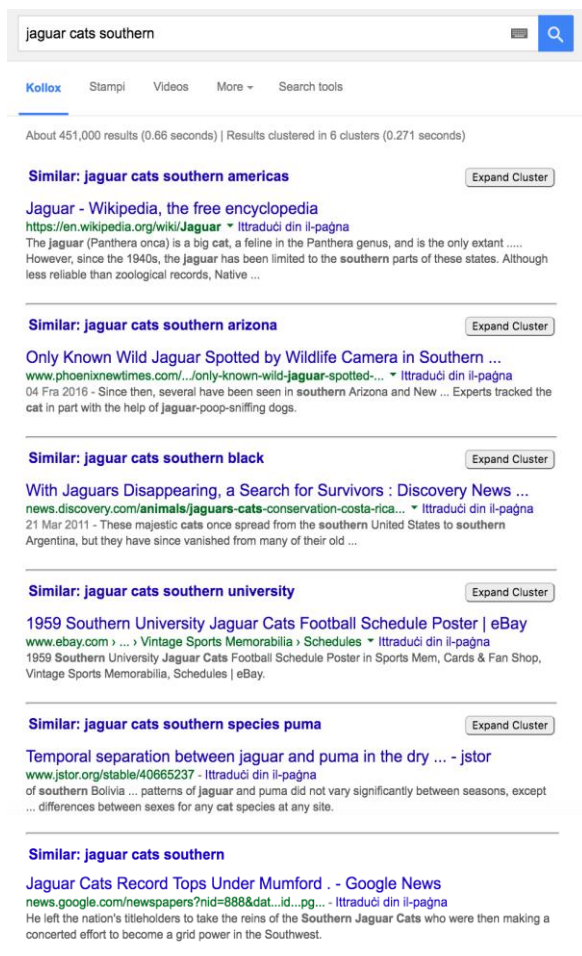 jaguar cats southern
Kollox Stampi Videos More Search tools
About 451,000 results (0.66 seconds) | Results clustered in 6 clusters (0.271 seconds)
Similar: jaguar cats southern americas Expand Cluster
Jaguar - Wikipedia, the free encyclopedia
https://en.wikipedia.org/wiki/Jaguar ▼ Ittraduċi din il-paġna
The jaguar (Panthera onca) is a big cat, a feline in the Panthera genus, and is the only extant .....
However, since the 1940s, the jaguar has been limited to the southern parts of these states. Although
less reliable than zoological records, Native ...
Similar: jaguar cats southern arizona Expand Cluster
Only Known Wild Jaguar Spotted by Wildlife Camera in Southern ...
www.phoenixnewtimes.com/.../only-known-wild-jaguar-spotted-... ▼ Ittraduċi din il-paġna
04 Fra 2016 - Since then, several have been seen in southern Arizona and New ... Experts tracked the
cat in part with the help of jaguar-poop-sniffing dogs.
Similar: jaguar cats southern black Expand Cluster
With Jaguars Disappearing, a Search for Survivors : Discovery News ...
news.discovery.com/animals/jaguars-cats-conservation-costa-rica... ▼ Ittraduċi din il-paġna
21 Mar 2011 - These majestic cats once spread from the southern United States to southern
Argentina, but they have since vanished from many of their old ...
Similar: jaguar cats southern university Expand Cluster
1959 Southern University Jaguar Cats Football Schedule Poster | eBay
www.ebay.com › ... › Vintage Sports Memorabilia › Schedules ▼ Ittraduċi din il-paġna
1959 Southern University Jaguar Cats Football Schedule Poster in Sports Mem, Cards & Fan Shop,
Vintage Sports Memorabilia, Schedules | eBay.
Similar: jaguar cats southern species puma Expand Cluster
Temporal separation between jaguar and puma in the dry ... - jstor
www.jstor.org/stable/40665237 - Ittraduċi din il-paġna
of southern Bolivia ... patterns of jaguar and puma did not vary significantly between seasons, except
... differences between sexes for any cat species at any site.
Similar: jaguar cats southern
Jaguar Cats Record Tops Under Mumford . - Google News
news.google.com/newspapers?nid=888&dat...id...pg... - Ittraduċi din il-paġna
He left the nation's titleholders to take the reins of the Southern Jaguar Cats who were then making a
concerted effort to become a grid power in the Southwest.